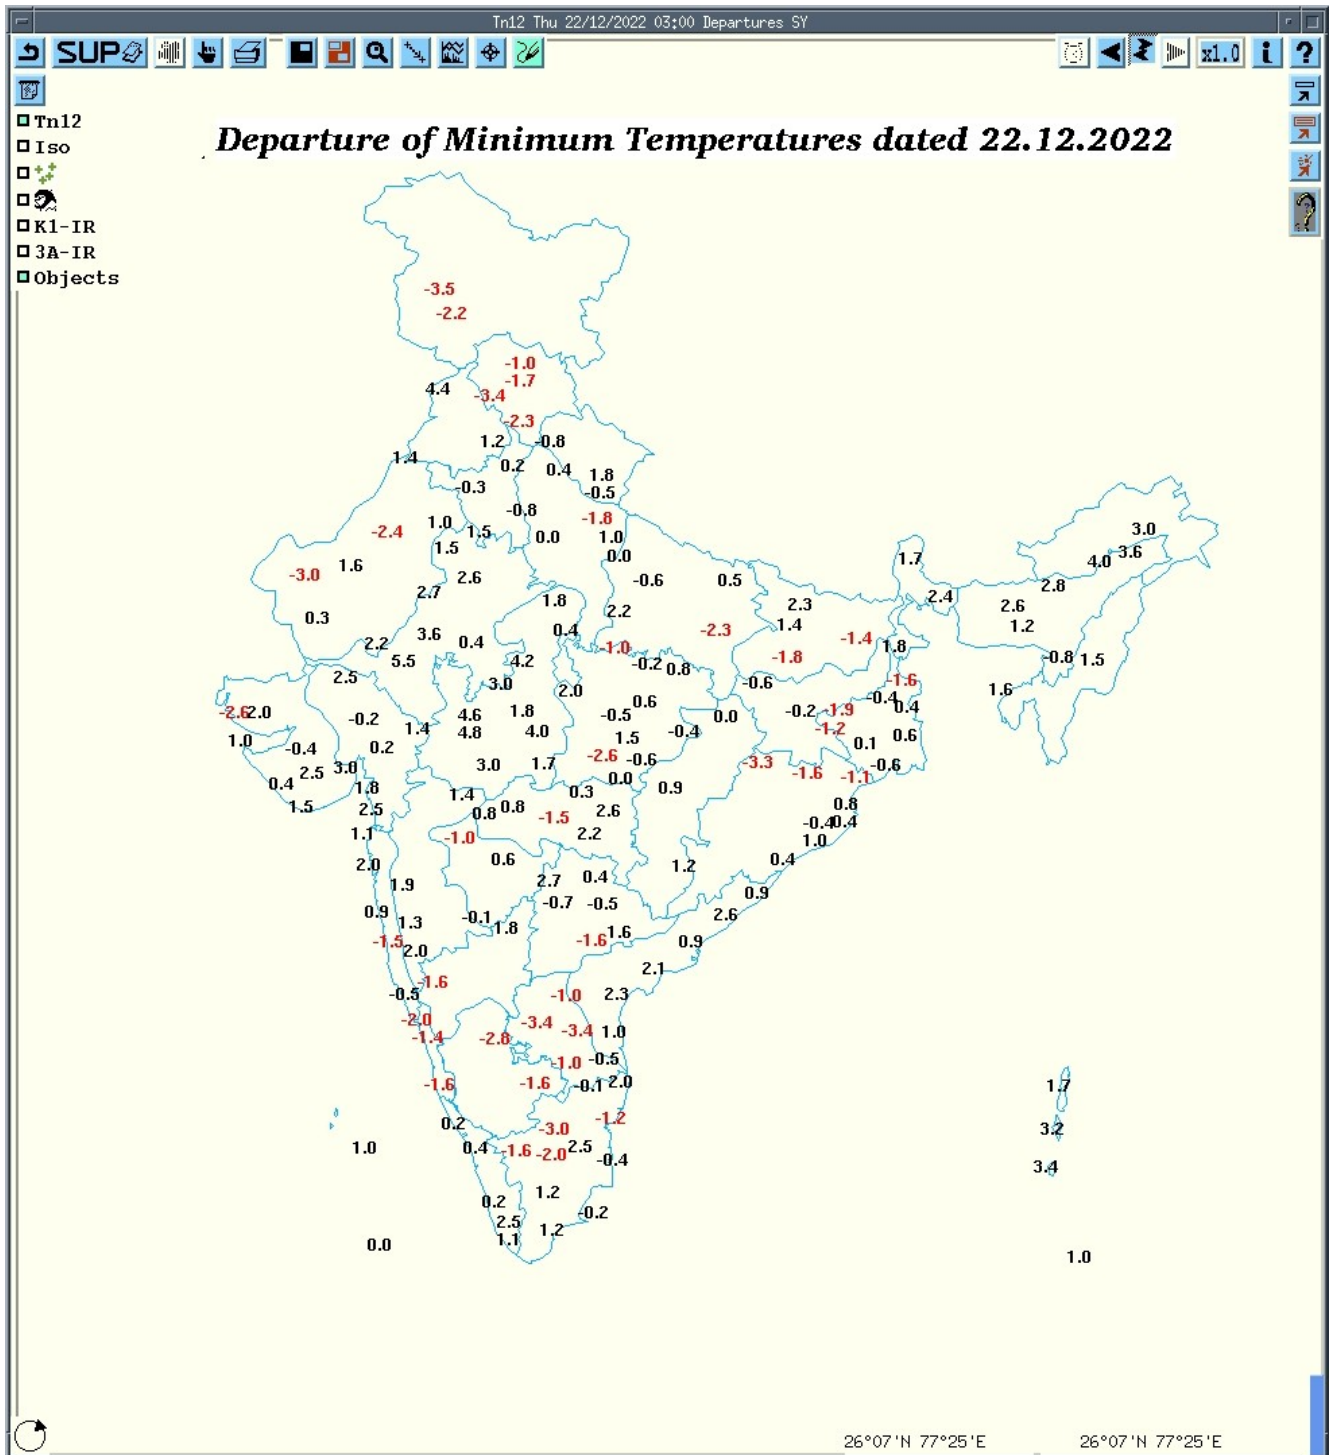 Tn12 Thu 22/12/2022 03:00 Departures SY
SUP x1.0 i ?
Tn12
Iso
K1-IR
3A-IR
Objects
Departure of Minimum Temperatures dated 22.12.2022
-3.5
-2.2
-1.0
-1.7
4.4 -3.4
-2.3
1.2 -0.8
1.4 0.2 0.4 1.8
-0.3 -0.5
-0.8 -1.8
-2.4 1.0 1.5 0.0 1.0 3.0
1.5 0.0 1.7 4.0 3.6
-3.0 1.6 2.6 -0.6 0.5 2.8
2.7 1.8 2.3 2.4 2.6
0.3 2.2 1.4 1.2
2.2 3.6 0.4 0.4 -2.3 -1.4
5.5 4.2 -1.0 -0.2 0.8 -1.8 1.8 -0.8 1.5
2.5 3.0 2.0 -0.6 -1.6 1.6
-2.6 2.0 -0.2 4.6 1.8 -0.5 0.6 0.0 -0.2 -1.9 -0.4 0.4
1.0 1.4 4.8 4.0 1.5 -0.4 -1.2 0.6
-0.4 0.2 -2.6 -0.6 0.1
2.5 3.0 3.0 1.7 0.0 -3.3 -1.6 -1.1 -0.6
0.4 1.8 1.4 0.3 0.9
1.5 2.5 0.8 0.8 -1.5 2.6 0.8
1.1 -1.0 2.2 -0.4 0.4
1.0
2.0 0.6 1.2 0.4
1.9 2.7 0.4
0.9 1.3 -0.1 -0.7 -0.5 2.6 0.9
1.8 1.6
-1.5 2.0 -1.6 0.9
-1.6 2.1
-0.5 -1.0 2.3
-2.0 -3.4 -3.4 1.0
-1.4 -2.8
-1.0 -0.5
-1.6 -1.6 -0.1 2.0 1.7
0.2 -3.0 -1.2 3.2
1.0 0.4 -1.6 -2.0 2.5 -0.4
3.4
0.2 1.2
2.5 1.2 -0.2
0.0 1.1 1.0
26°07'N 77°25'E 26°07'N 77°25'E